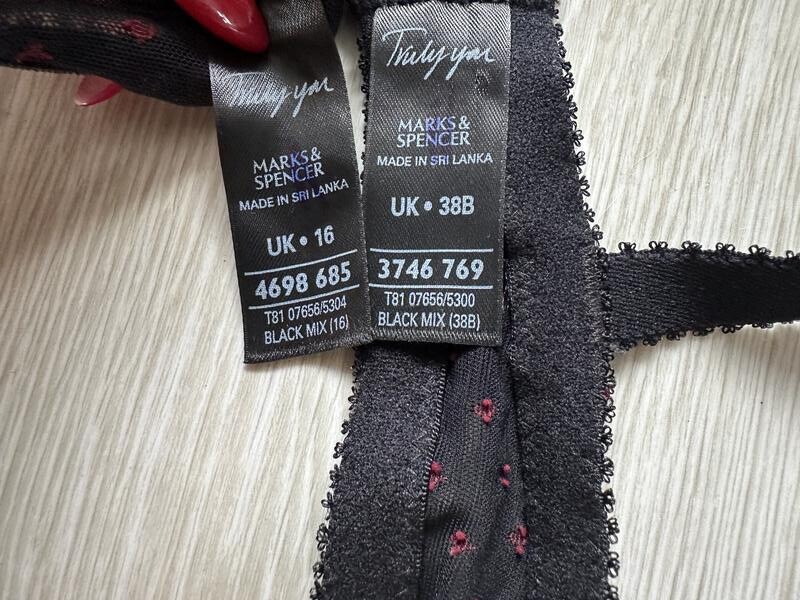 Truly you
MARKS &
SPENCER
MADE IN SRI LANKA
UK • 16
4698 685
T81 07656/5304
BLACK MIX (16)
Truly you
MARKS &
SPENCER
MADE IN SRI LANKA
UK • 38B
3746 769
T81 07656/5300
BLACK MIX (38B)